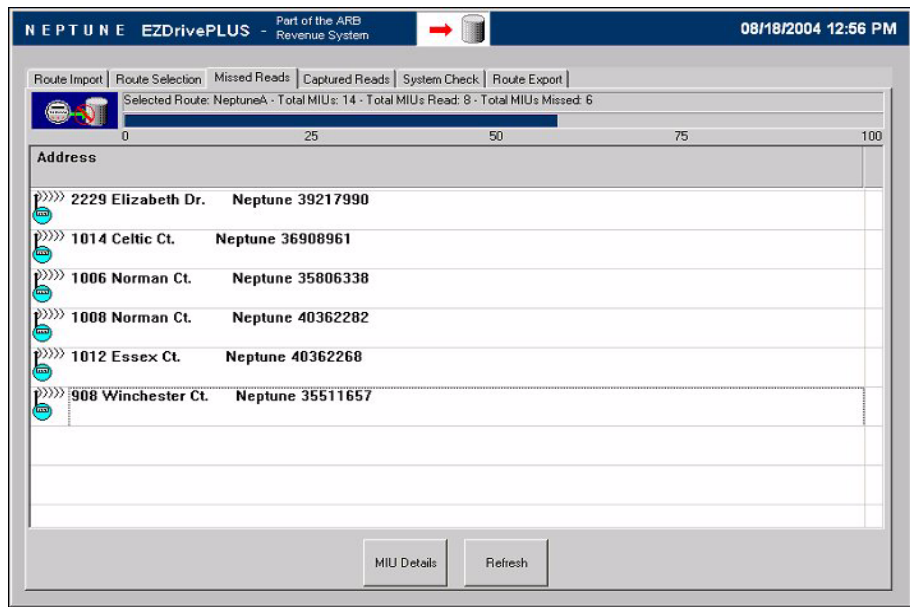 NEPTUNE EZDrivePLUS - Part of the ARB
Revenue System
08/18/2004 12:56 PM
Route Import Route Selection Missed Reads Captured Reads System Check Route Export
Selected Route: NeptuneA - Total MIUs: 14 - Total MIUs Read: 8 - Total MIUs Missed: 6
0 25 50 75 100
Address
2229 Elizabeth Dr. Neptune 39217990
1014 Celtic Ct. Neptune 36908961
1006 Norman Ct. Neptune 35806338
1008 Norman Ct. Neptune 40362282
1012 Essex Ct. Neptune 40362268
908 Winchester Ct. Neptune 35511657
MIU Details Refresh